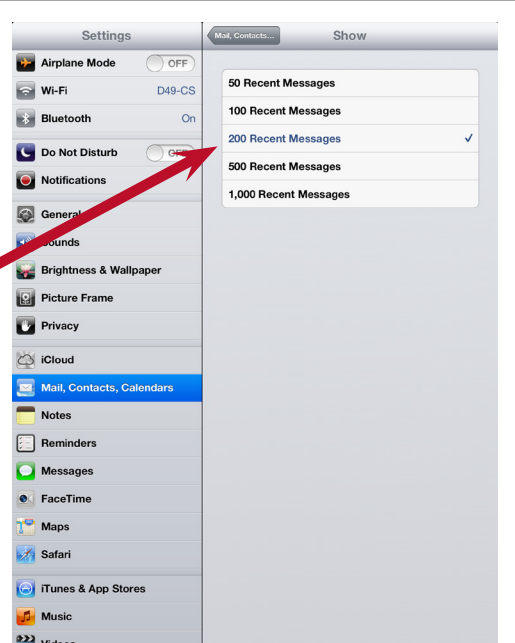 Settings
Airplane Mode OFF
Wi-Fi D49-CS
Bluetooth On
Do Not Disturb
Notifications
General
Sounds
Brightness & Wallpaper
Picture Frame
Privacy
iCloud
Mail, Contacts, Calendars
Notes
Reminders
Messages
FaceTime
Maps
Safari
iTunes & App Stores
Music
Videos
Mail, Contacts... Show
50 Recent Messages
100 Recent Messages
200 Recent Messages ✓
500 Recent Messages
1,000 Recent Messages